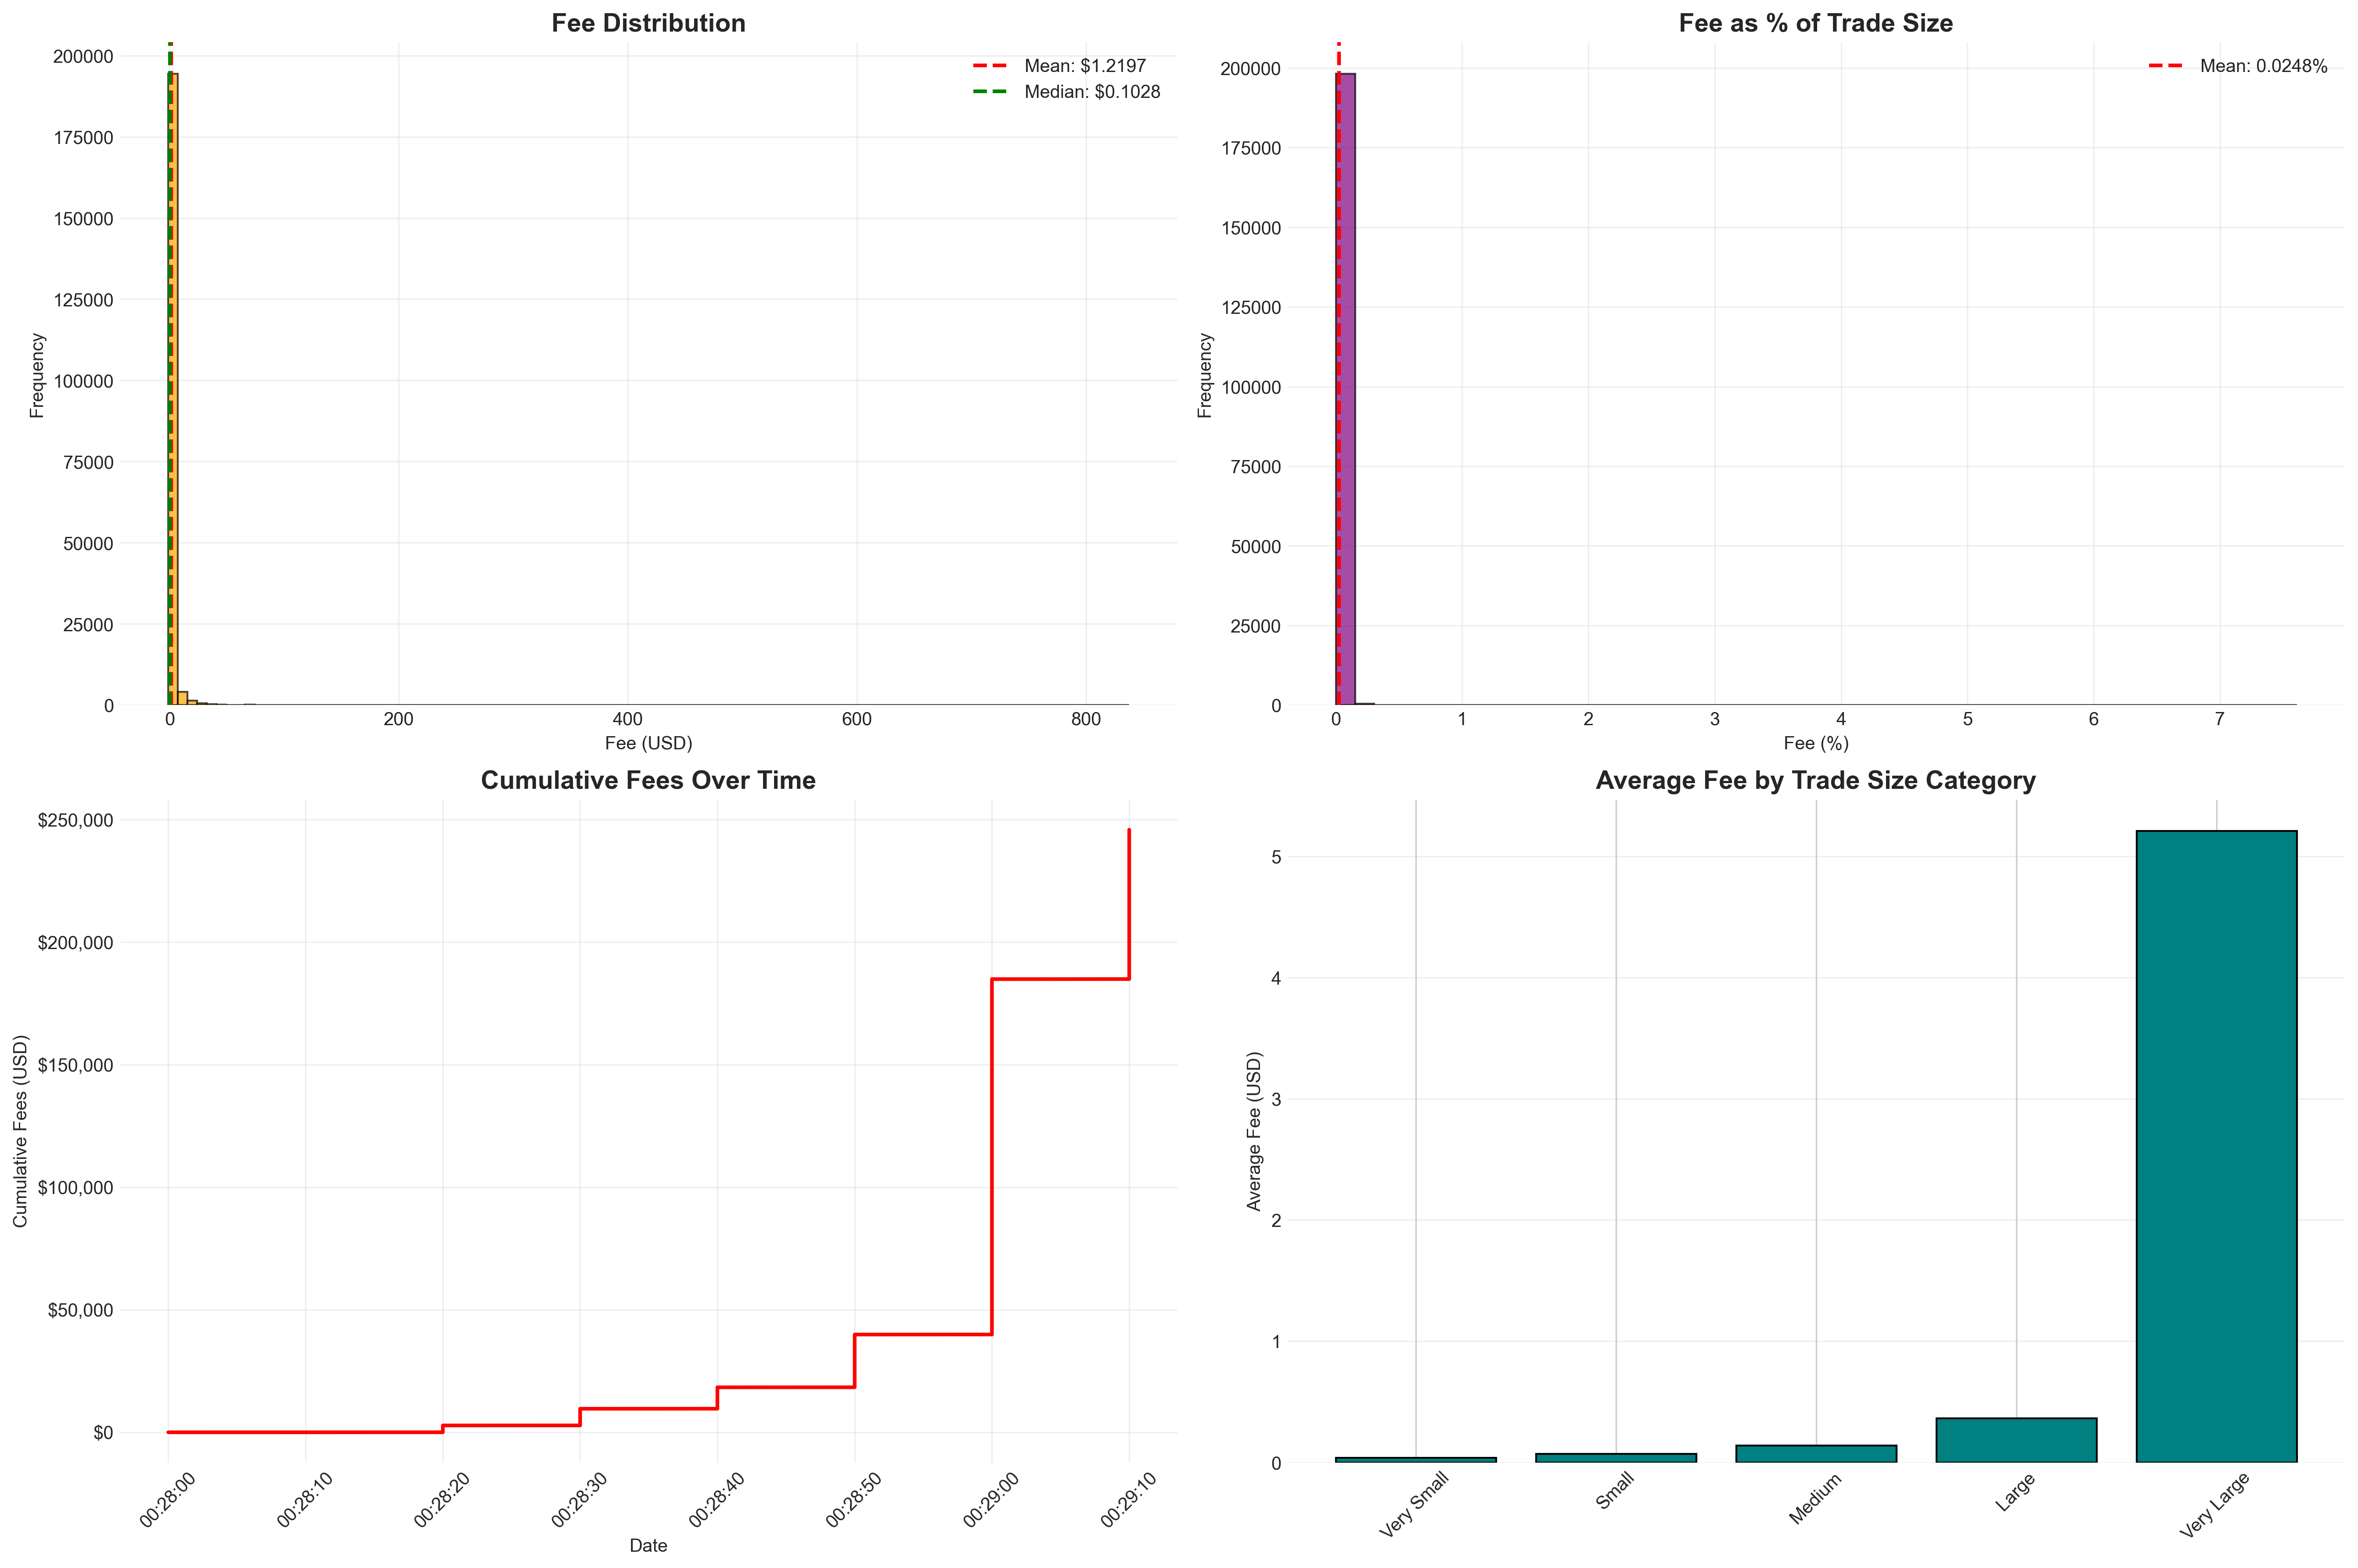 Fee Distribution
Mean: $1.2197
Median: $0.1028
200000
175000
150000
125000
100000
75000
50000
25000
0
Frequency
0
200
400
600
800
Fee (USD)
Fee as % of Trade Size
Mean: 0.0248%
200000
175000
150000
125000
100000
75000
50000
25000
0
Frequency
0
1
2
3
4
5
6
7
Fee (%)
Cumulative Fees Over Time
$250,000
$200,000
$150,000
$100,000
$50,000
$0
Cumulative Fees (USD)
00:28:00
00:28:10
00:28:20
00:28:30
00:28:40
00:28:50
00:29:00
00:29:10
Date
Average Fee by Trade Size Category
5
4
3
2
1
0
Average Fee (USD)
Very Small
Small
Medium
Large
Very Large